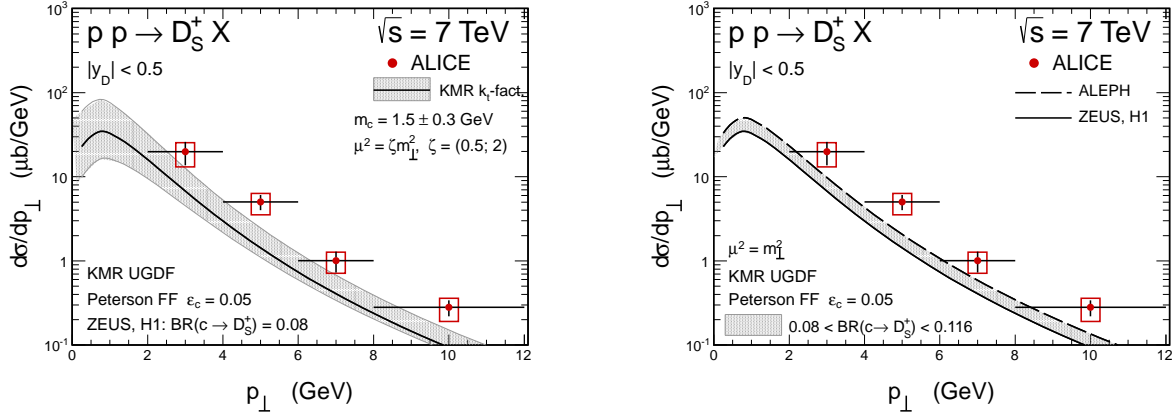 p p → D_S^+ X
√s = 7 TeV
|y_D| < 0.5
ALICE
KMR k_t-fact.
m_c = 1.5 ± 0.3 GeV
μ² = ζm_⊥², ζ = (0.5; 2)
KMR UGDF
Peterson FF ε_c = 0.05
ZEUS, H1: BR(c → D_S^+) = 0.08
dσ/dp_⊥ (μb/GeV)
10³
10²
10
1
10⁻¹
0 2 4 6 8 10 12
p_⊥ (GeV)
p p → D_S^+ X
√s = 7 TeV
|y_D| < 0.5
ALICE
ALEPH
ZEUS, H1
μ² = m_⊥²
KMR UGDF
Peterson FF ε_c = 0.05
0.08 < BR(c → D_S^+) < 0.116
dσ/dp_⊥ (μb/GeV)
10³
10²
10
1
10⁻¹
0 2 4 6 8 10 12
p_⊥ (GeV)